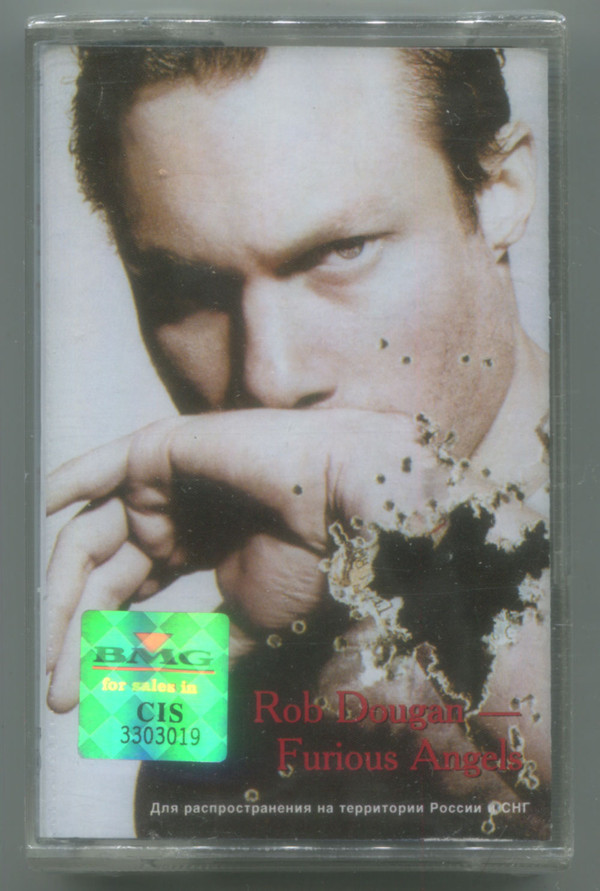 BMG
for sales in
CIS
3303019
Rob Dougan —
Furious Angels
Для распространения на территории России и СНГ